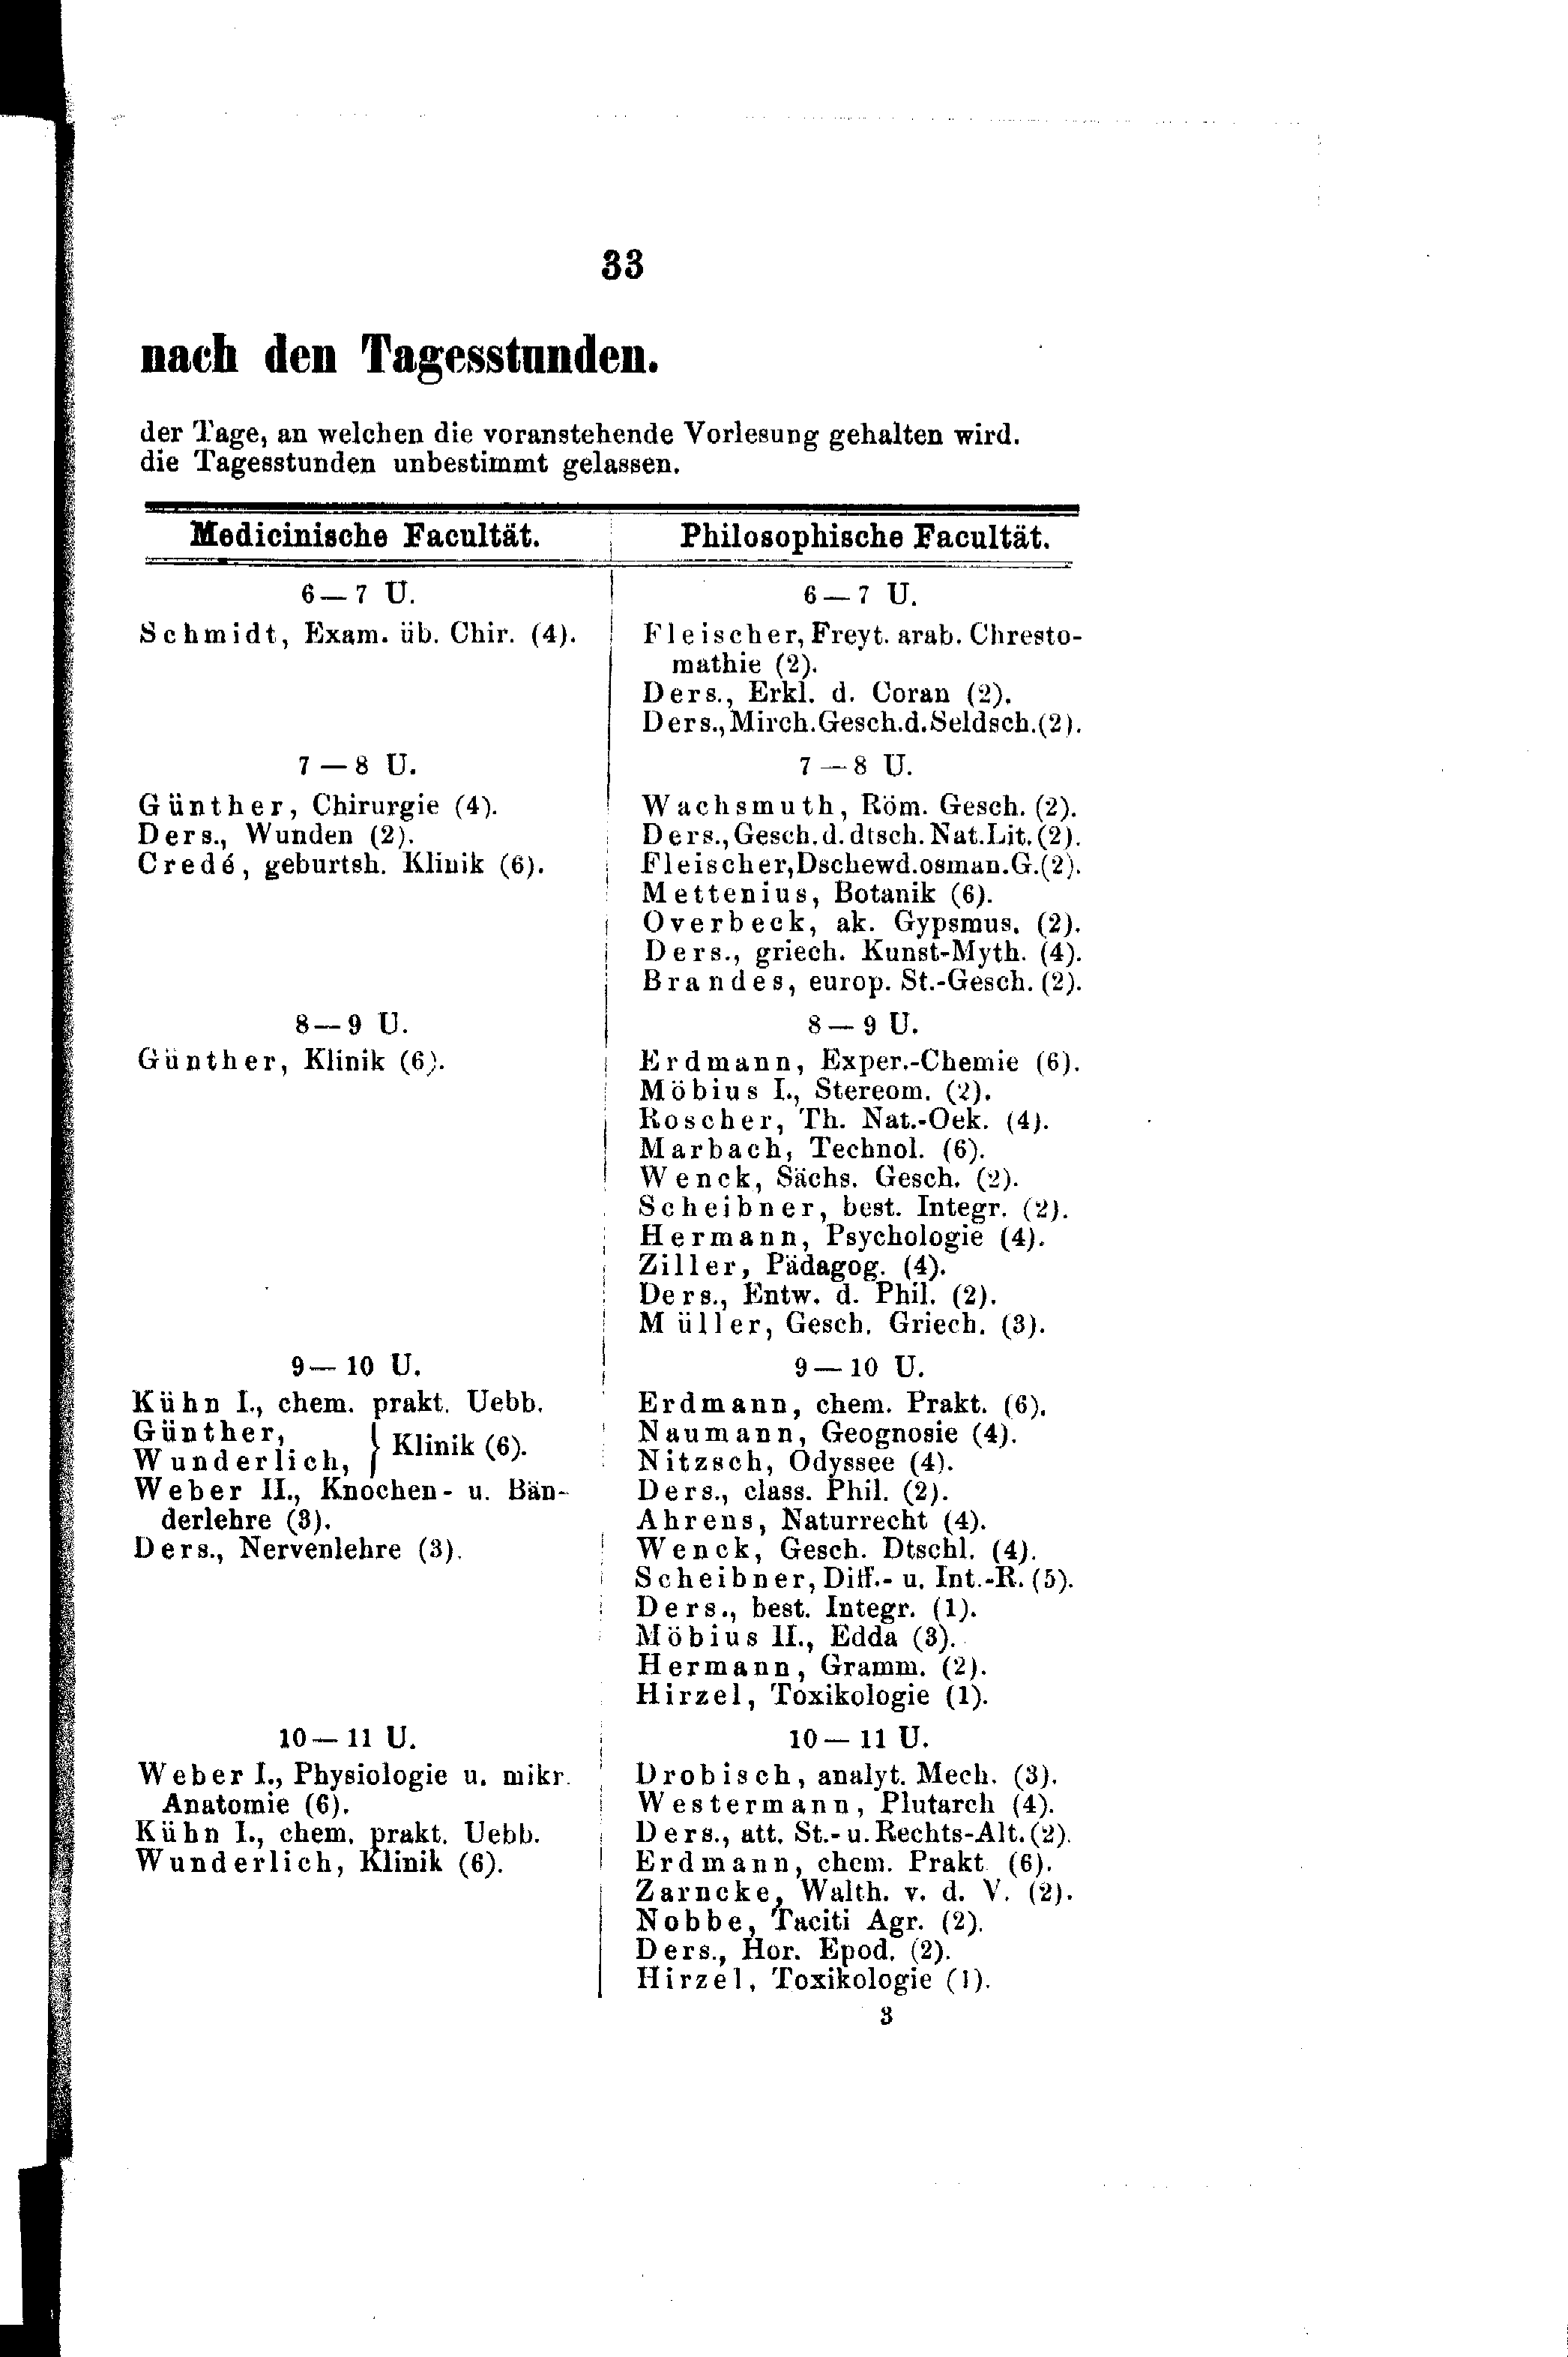 33
nach den Tagesstunden.
der Tage, an welchen die voranstehende Vorlesung gehalten wird.
die Tagesstunden unbestimmt gelassen.
Medicinische Facultät.
6—7 U.
Schmidt, Exam. üb. Chir. (4).
7—8 U.
Günther, Chirurgie (4).
Ders., Wunden (2).
Credé, geburtsh. Klinik (6).
8—9 U.
Günther, Klinik (6).
9—10 U.
Kühn I., chem. prakt. Uebb.
Günther,
Wunderlich, } Klinik (6).
Weber II., Knochen- u. Bän-
derlehre (3).
Ders., Nervenlehre (3).
10—11 U.
Weber I., Physiologie u. mikr.
Anatomie (6).
Kühn I., chem. prakt. Uebb.
Wunderlich, Klinik (6).
Philosophische Facultät.
6—7 U.
Fleischer, Freyt. arab. Chresto-
mathie (2).
Ders., Erkl. d. Coran (2).
Ders., Mirch. Gesch. d. Seldsch. (2).
7—8 U.
Wachsmuth, Röm. Gesch. (2).
Ders., Gesch. d. dtsch. Nat. Lit. (2).
Fleischer, Dschewd. osman. G. (2).
Mettenius, Botanik (6).
Overbeck, ak. Gypsmus. (2).
Ders., griech. Kunst-Myth. (4).
Brandes, europ. St.-Gesch. (2).
8—9 U.
Erdmann, Exper.-Chemie (6).
Möbius I., Stereom. (2).
Roscher, Th. Nat.-Oek. (4).
Marbach, Technol. (6).
Wenck, Sächs. Gesch. (2).
Scheibner, best. Integr. (2).
Hermann, Psychologie (4).
Ziller, Pädagog. (4).
Ders., Entw. d. Phil. (2).
Müller, Gesch. Griech. (3).
9—10 U.
Erdmann, chem. Prakt. (6).
Naumann, Geognosie (4).
Nitzsch, Odyssee (4).
Ders., class. Phil. (2).
Ahrens, Naturrecht (4).
Wenck, Gesch. Dtschl. (4).
Scheibner, Diff.- u. Int.-R. (5).
Ders., best. Integr. (1).
Möbius II., Edda (3).
Hermann, Gramm. (2).
Hirzel, Toxikologie (1).
10—11 U.
Drobisch, analyt. Mech. (3).
Westermann, Plutarch (4).
Ders., att. St.- u. Rechts-Alt. (2).
Erdmann, chem. Prakt. (6).
Zarncke, Walth. v. d. V. (2).
Nobbe, Taciti Agr. (2).
Ders., Hor. Epod. (2).
Hirzel, Toxikologie (1).
3